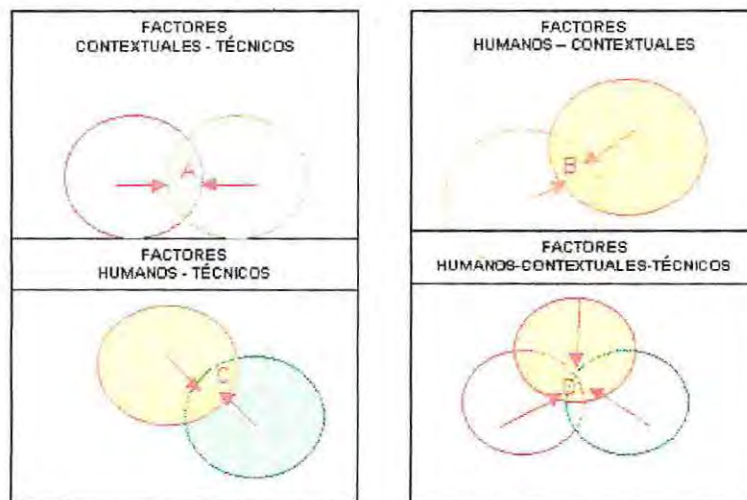 FACTORES
CONTEXTUALES - TÉCNICOS
A
FACTORES
HUMANOS – CONTEXTUALES
B
FACTORES
HUMANOS - TÉCNICOS
C
FACTORES
HUMANOS-CONTEXTUALES-TÉCNICOS
D